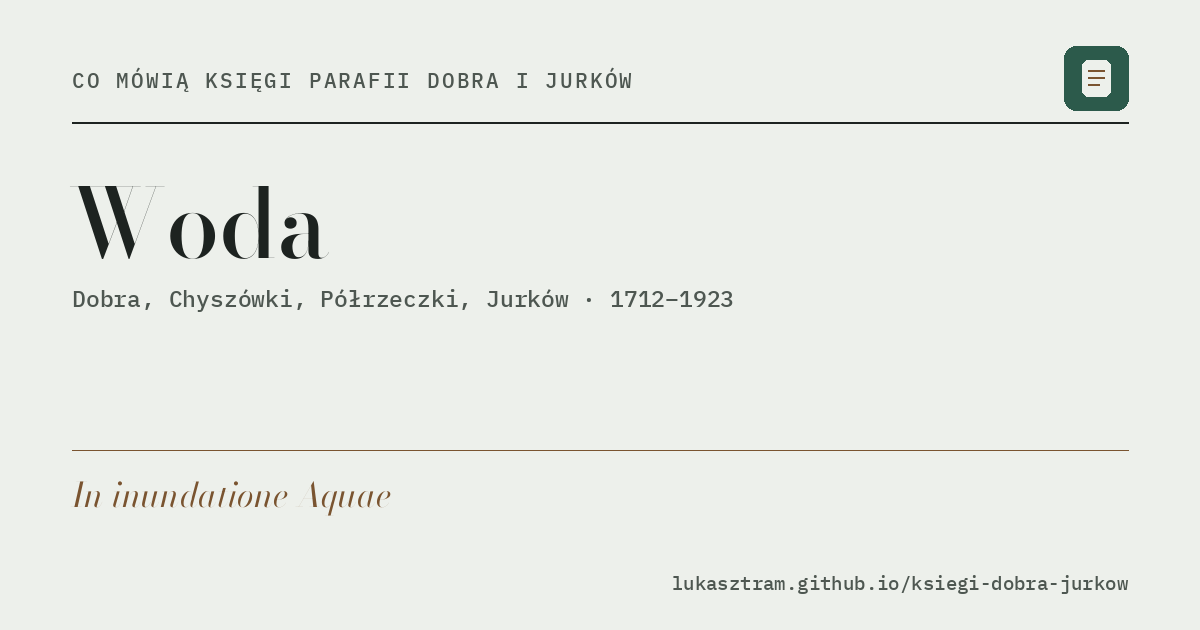 CO MÓWIĄ KSIĘGI PARAFII DOBRA I JURKÓW
Woda
Dobra, Chyszówki, Półrzeczki, Jurków · 1712–1923
In inundatione Aquae
lukasztram.github.io/ksiegi-dobra-jurkow